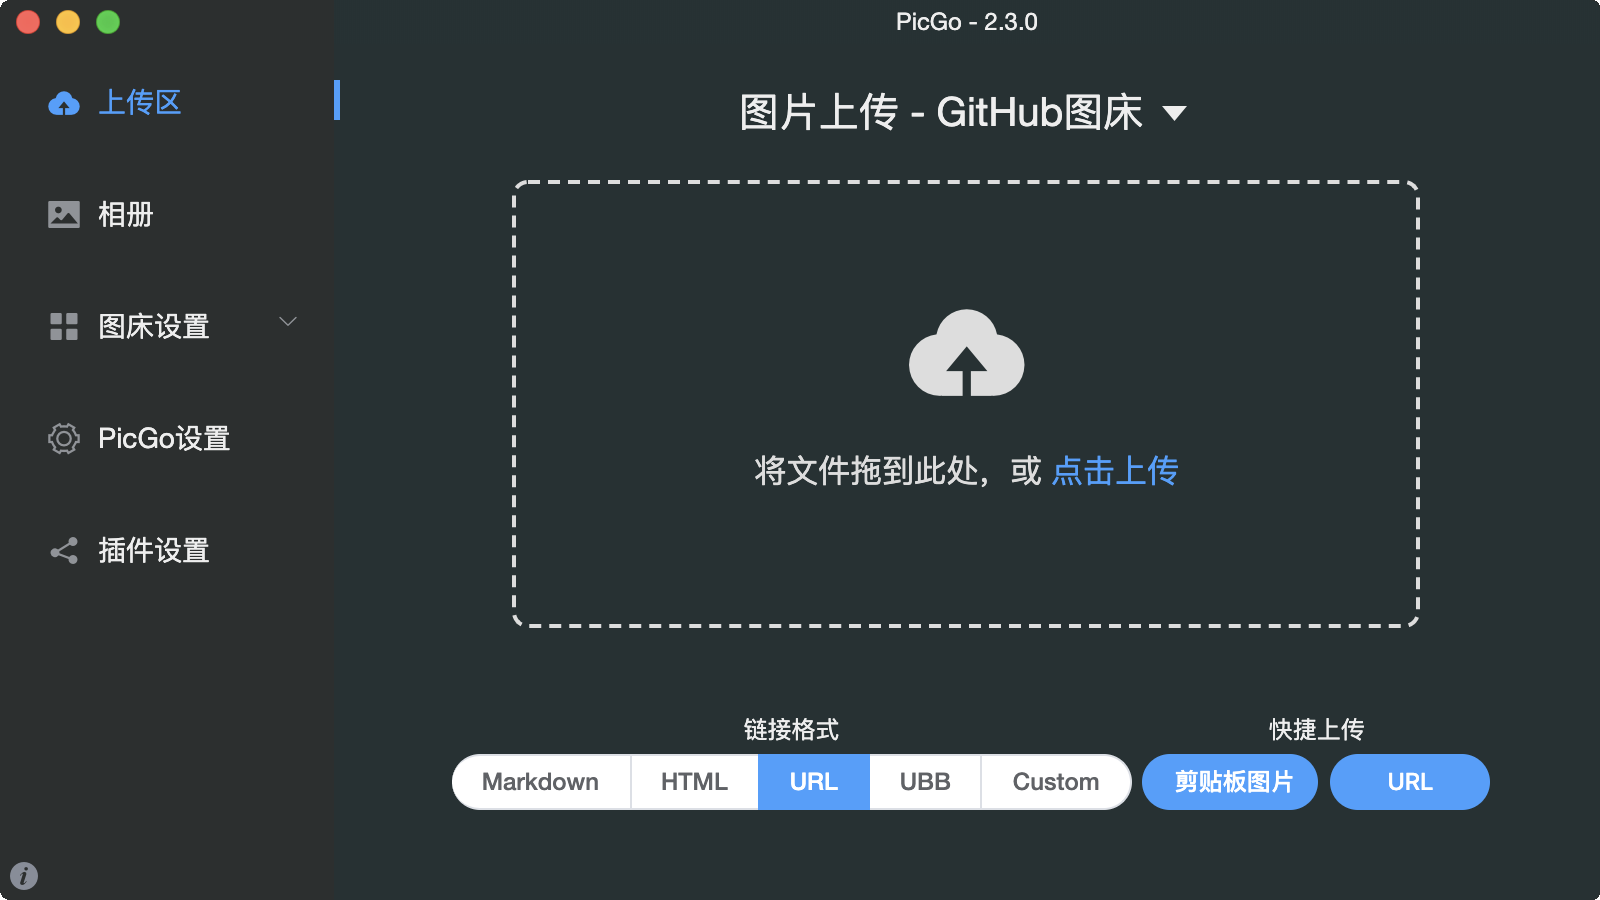 PicGo - 2.3.0
上传区
相册
图床设置
PicGo设置
插件设置
图片上传 - GitHub图床
将文件拖到此处，或 点击上传
链接格式
Markdown HTML URL UBB Custom
快捷上传
剪贴板图片 URL
i